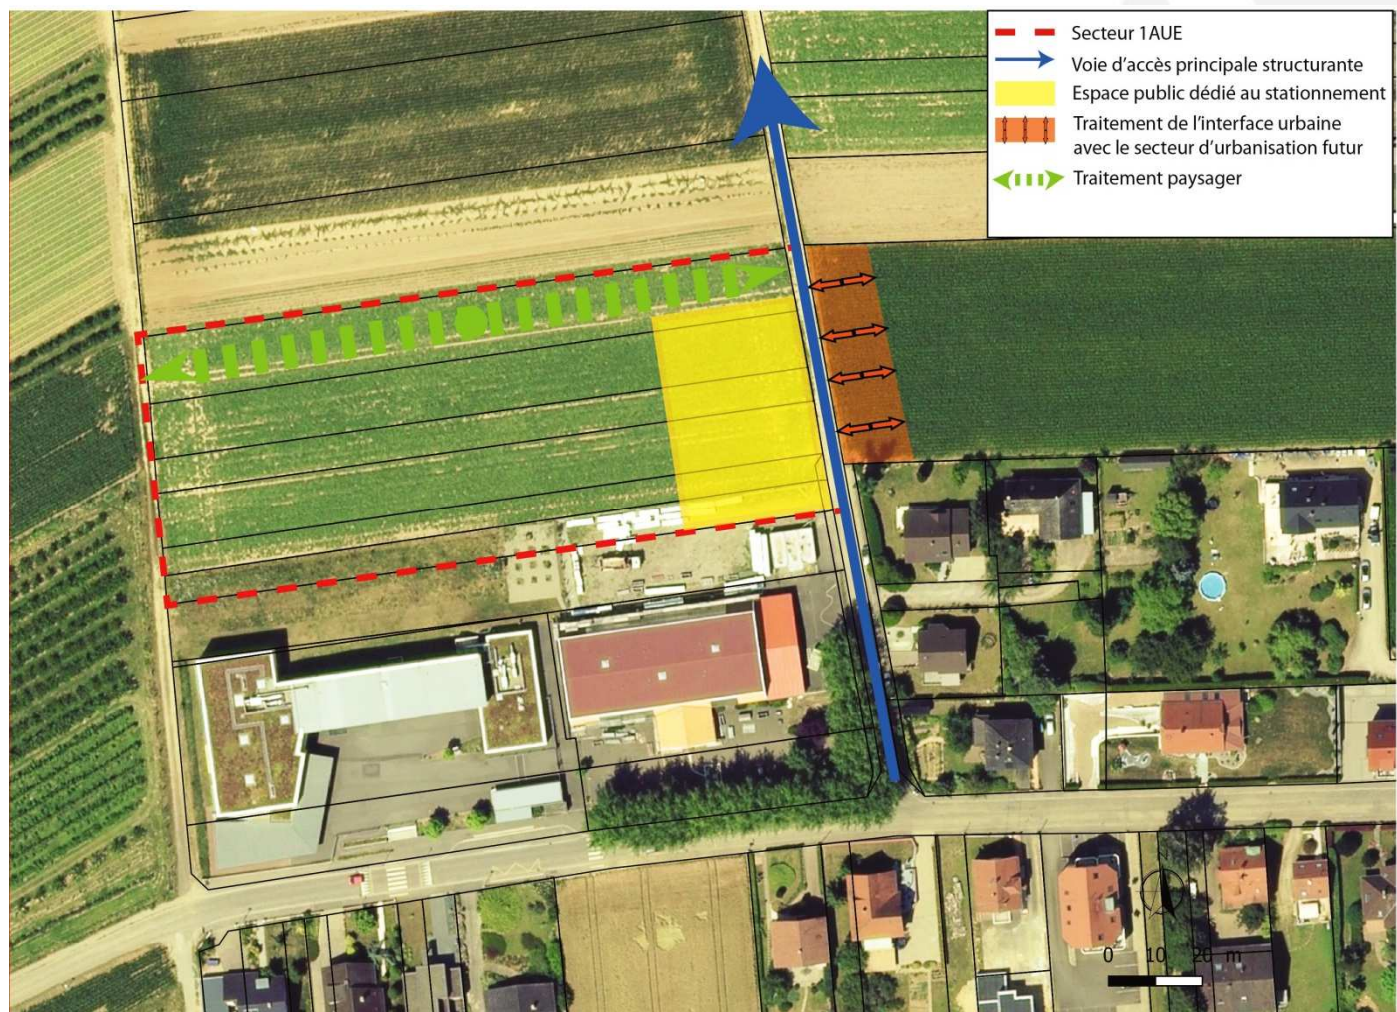 Secteur 1AUE
Voie d'accès principale structurante
Espace public dédié au stationnement
Traitement de l'interface urbaine
avec le secteur d'urbanisation futur
Traitement paysager
0 10 20 m